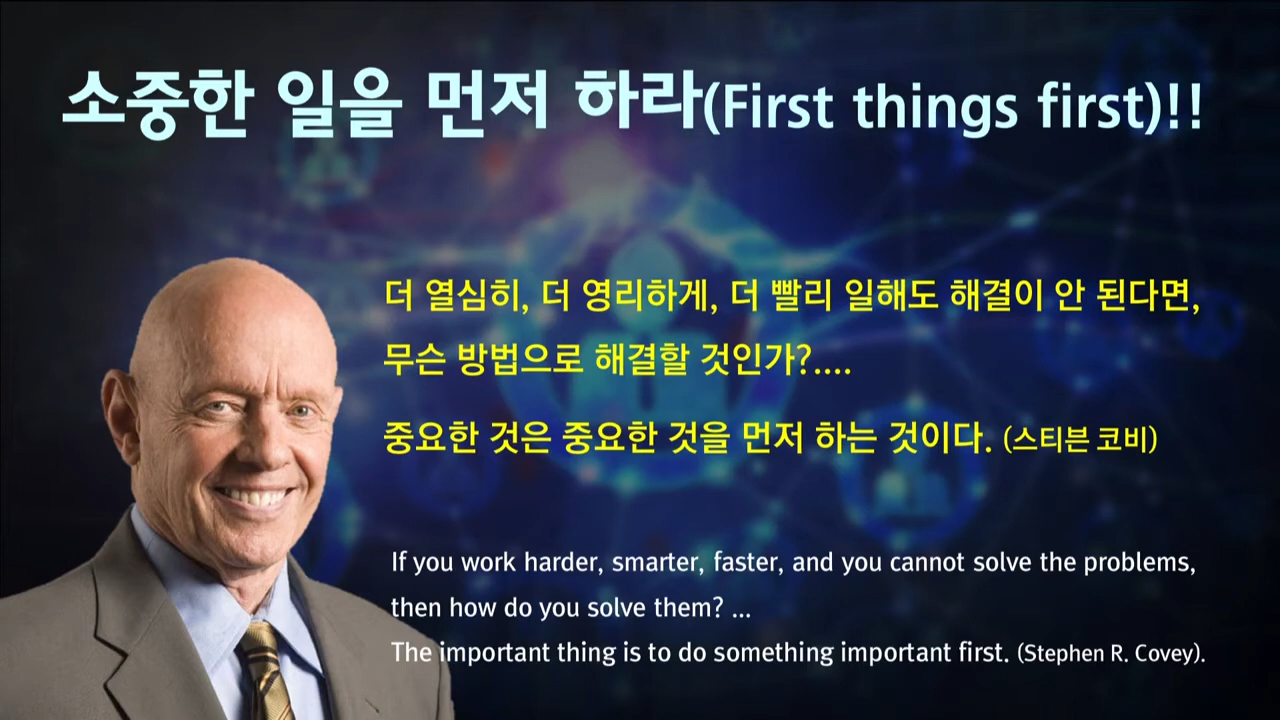 소중한 일을 먼저 하라(First things first)!!
더 열심히, 더 영리하게, 더 빨리 일해도 해결이 안 된다면,
무슨 방법으로 해결할 것인가?....
중요한 것은 중요한 것을 먼저 하는 것이다. (스티븐 코비)
If you work harder, smarter, faster, and you cannot solve the problems,
then how do you solve them? ...
The important thing is to do something important first. (Stephen R. Covey).